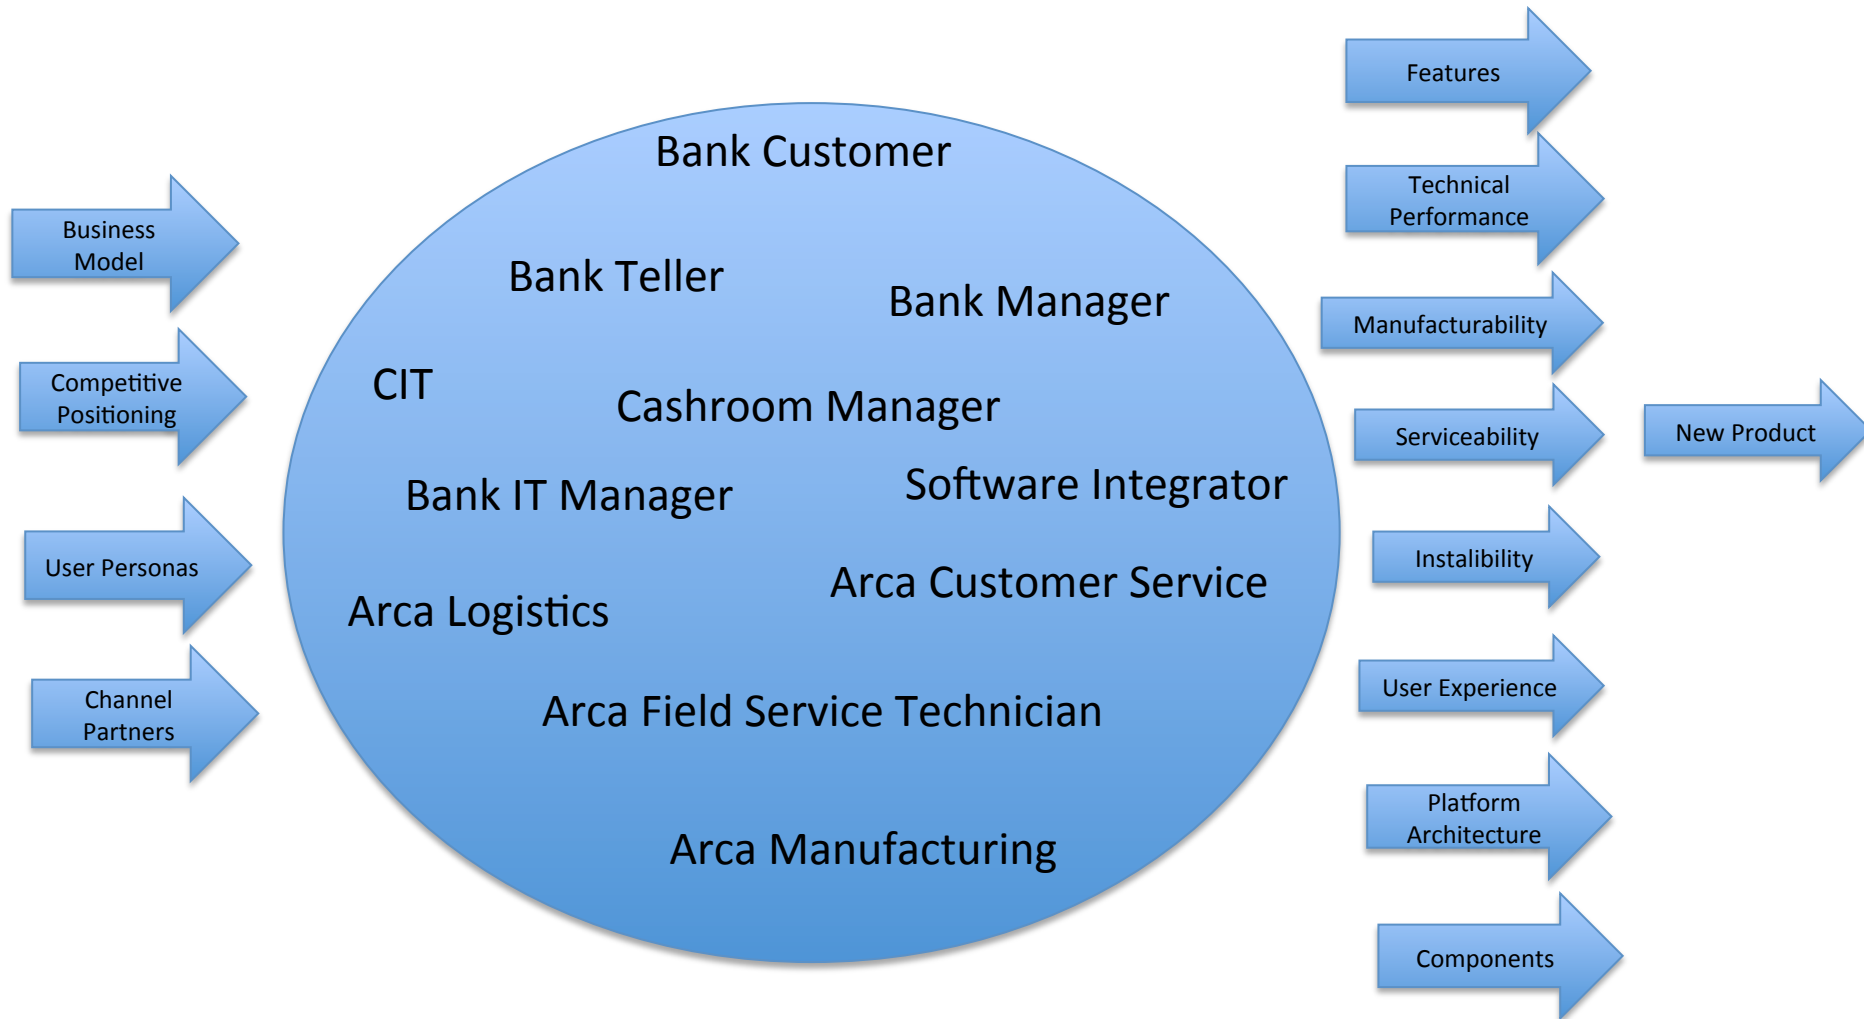 Business
Model
Competitive
Positioning
User Personas
Channel
Partners
Bank Customer
Bank Teller
Bank Manager
CIT
Cashroom Manager
Bank IT Manager
Software Integrator
Arca Customer Service
Arca Logistics
Arca Field Service Technician
Arca Manufacturing
Features
Technical
Performance
Manufacturability
Serviceability
Instalibility
User Experience
Platform
Architecture
Components
New Product